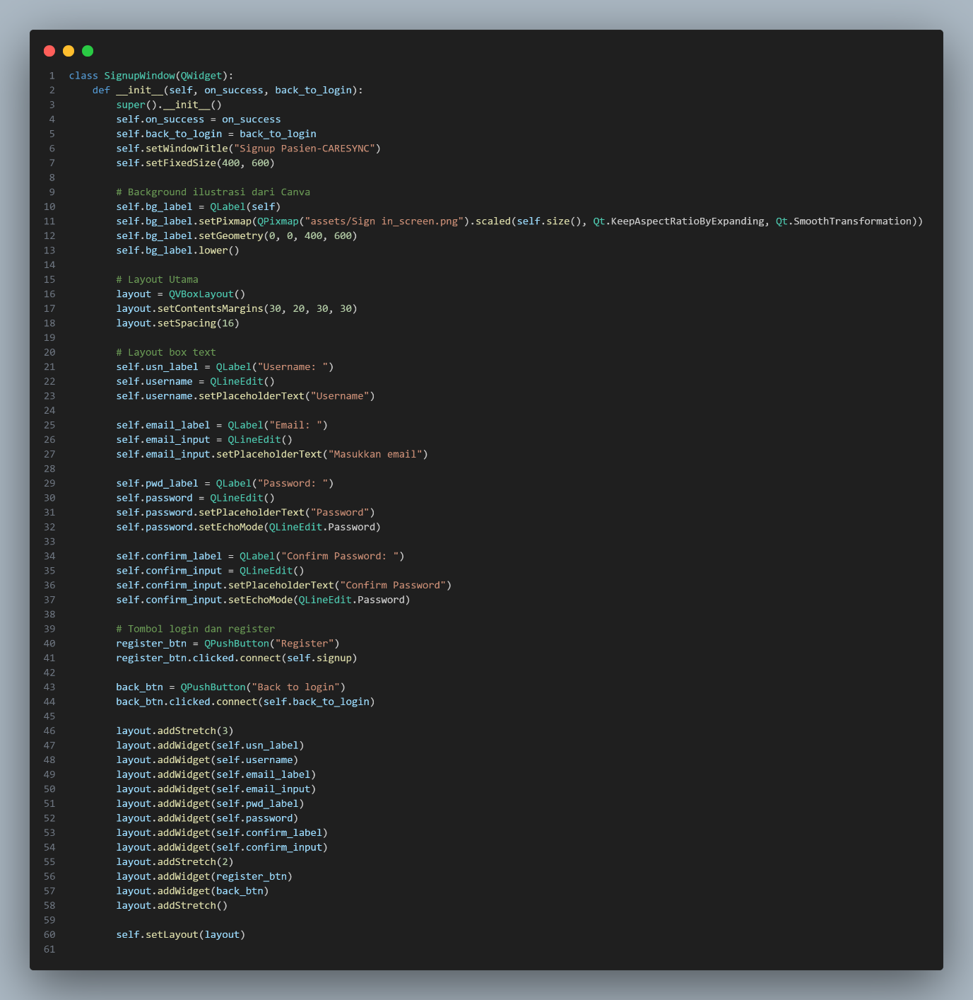 1 class SignupWindow(QWidget):
2     def __init__(self, on_success, back_to_login):
3         super().__init__()
4         self.on_success = on_success
5         self.back_to_login = back_to_login
6         self.setWindowTitle("Signup Pasien-CARESYNC")
7         self.setFixedSize(400, 600)
8
9         # Background ilustrasi dari Canva
10         self.bg_label = QLabel(self)
11         self.bg_label.setPixmap(QPixmap("assets/Sign in_screen.png").scaled(self.size(), Qt.KeepAspectRatioByExpanding, Qt.SmoothTransformation))
12         self.bg_label.setGeometry(0, 0, 400, 600)
13         self.bg_label.lower()
14
15         # Layout Utama
16         layout = QVBoxLayout()
17         layout.setContentsMargins(30, 20, 30, 30)
18         layout.setSpacing(16)
19
20         # Layout box text
21         self.usn_label = QLabel("Username: ")
22         self.username = QLineEdit()
23         self.username.setPlaceholderText("Username")
24
25         self.email_label = QLabel("Email: ")
26         self.email_input = QLineEdit()
27         self.email_input.setPlaceholderText("Masukkan email")
28
29         self.pwd_label = QLabel("Password: ")
30         self.password = QLineEdit()
31         self.password.setPlaceholderText("Password")
32         self.password.setEchoMode(QLineEdit.Password)
33
34         self.confirm_label = QLabel("Confirm Password: ")
35         self.confirm_input = QLineEdit()
36         self.confirm_input.setPlaceholderText("Confirm Password")
37         self.confirm_input.setEchoMode(QLineEdit.Password)
38
39         # Tombol login dan register
40         register_btn = QPushButton("Register")
41         register_btn.clicked.connect(self.signup)
42
43         back_btn = QPushButton("Back to login")
44         back_btn.clicked.connect(self.back_to_login)
45
46         layout.addStretch(3)
47         layout.addWidget(self.usn_label)
48         layout.addWidget(self.username)
49         layout.addWidget(self.email_label)
50         layout.addWidget(self.email_input)
51         layout.addWidget(self.pwd_label)
52         layout.addWidget(self.password)
53         layout.addWidget(self.confirm_label)
54         layout.addWidget(self.confirm_input)
55         layout.addStretch(2)
56         layout.addWidget(register_btn)
57         layout.addWidget(back_btn)
58         layout.addStretch()
59
60         self.setLayout(layout)
61